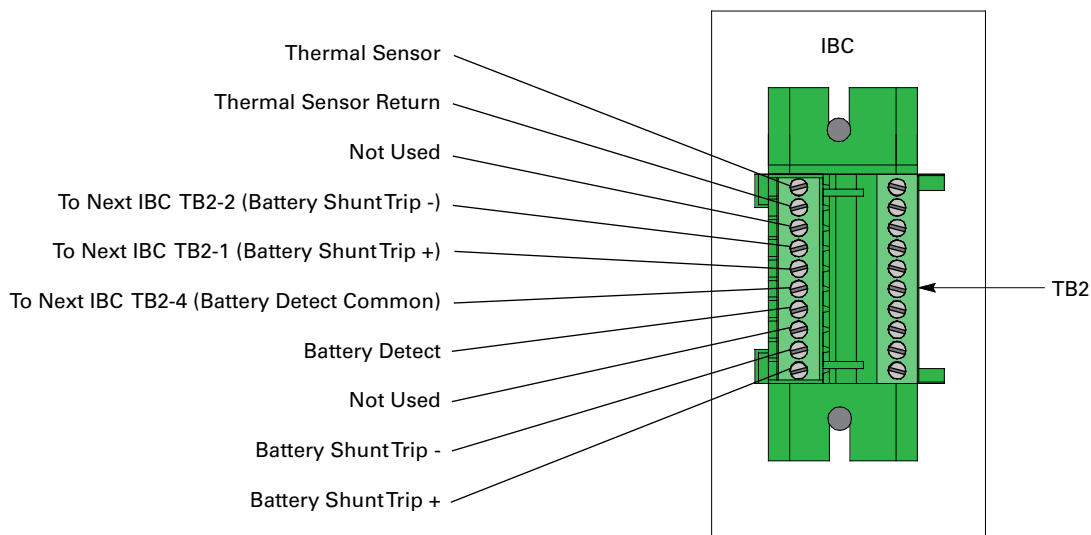 IBC
Thermal Sensor
Thermal Sensor Return
Not Used
To Next IBC TB2-2 (Battery Shunt Trip -)
To Next IBC TB2-1 (Battery Shunt Trip +)
To Next IBC TB2-4 (Battery Detect Common)
TB2
Battery Detect
Not Used
Battery Shunt Trip -
Battery Shunt Trip +